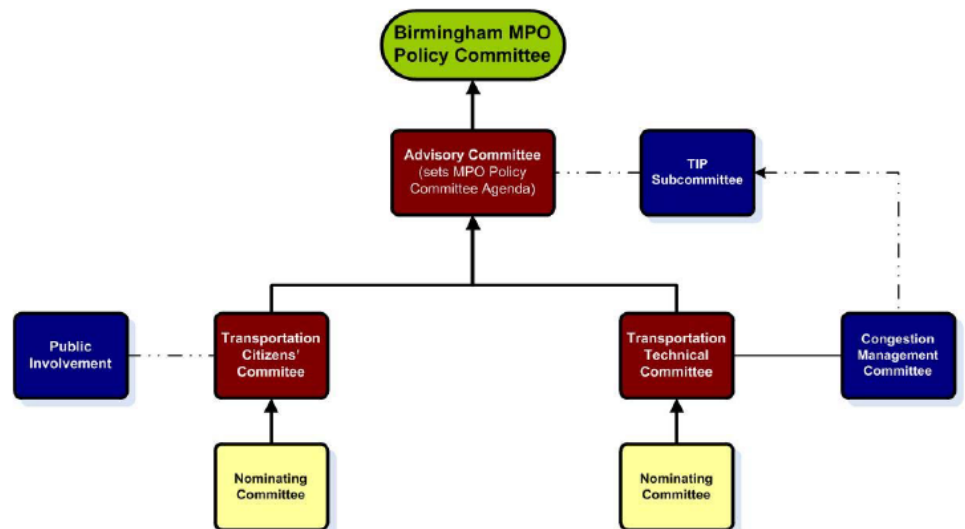 Birmingham MPO
Policy Committee
Advisory Committee
(sets MPO Policy
Committee Agenda)
TIP
Subcommittee
Public
Involvement
Transportation
Citizens'
Commitee
Transportation
Technical
Committee
Congestion
Management
Committee
Nominating
Committee
Nominating
Committee